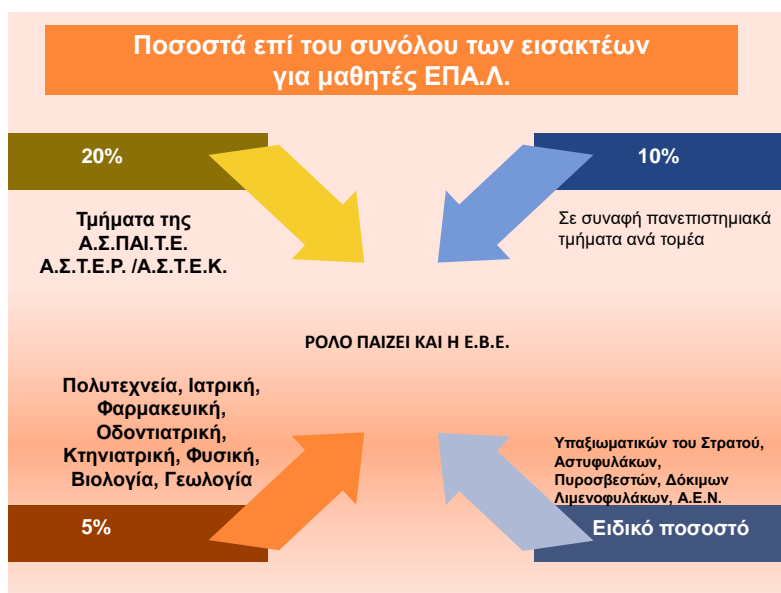 Ποσοστά επί του συνόλου των εισακτέων
για μαθητές ΕΠΑ.Λ.
20%
Τμήματα της
Α.Σ.ΠΑΙ.Τ.Ε.
Α.Σ.Τ.Ε.Ρ. /Α.Σ.Τ.Ε.Κ.
10%
Σε συναφή πανεπιστημιακά
τμήματα ανά τομέα
ΡΟΛΟ ΠΑΙΖΕΙ ΚΑΙ Η Ε.Β.Ε.
Πολυτεχνεία, Ιατρική,
Φαρμακευική,
Οδοντιατρική,
Κτηνιατρική, Φυσική,
Βιολογία, Γεωλογία
5%
Υπαξιωματικών του Στρατού,
Αστυφυλάκων,
Πυροσβεστών, Δόκιμων
Λιμενοφυλάκων, Α.Ε.Ν.
Ειδικό ποσοστό